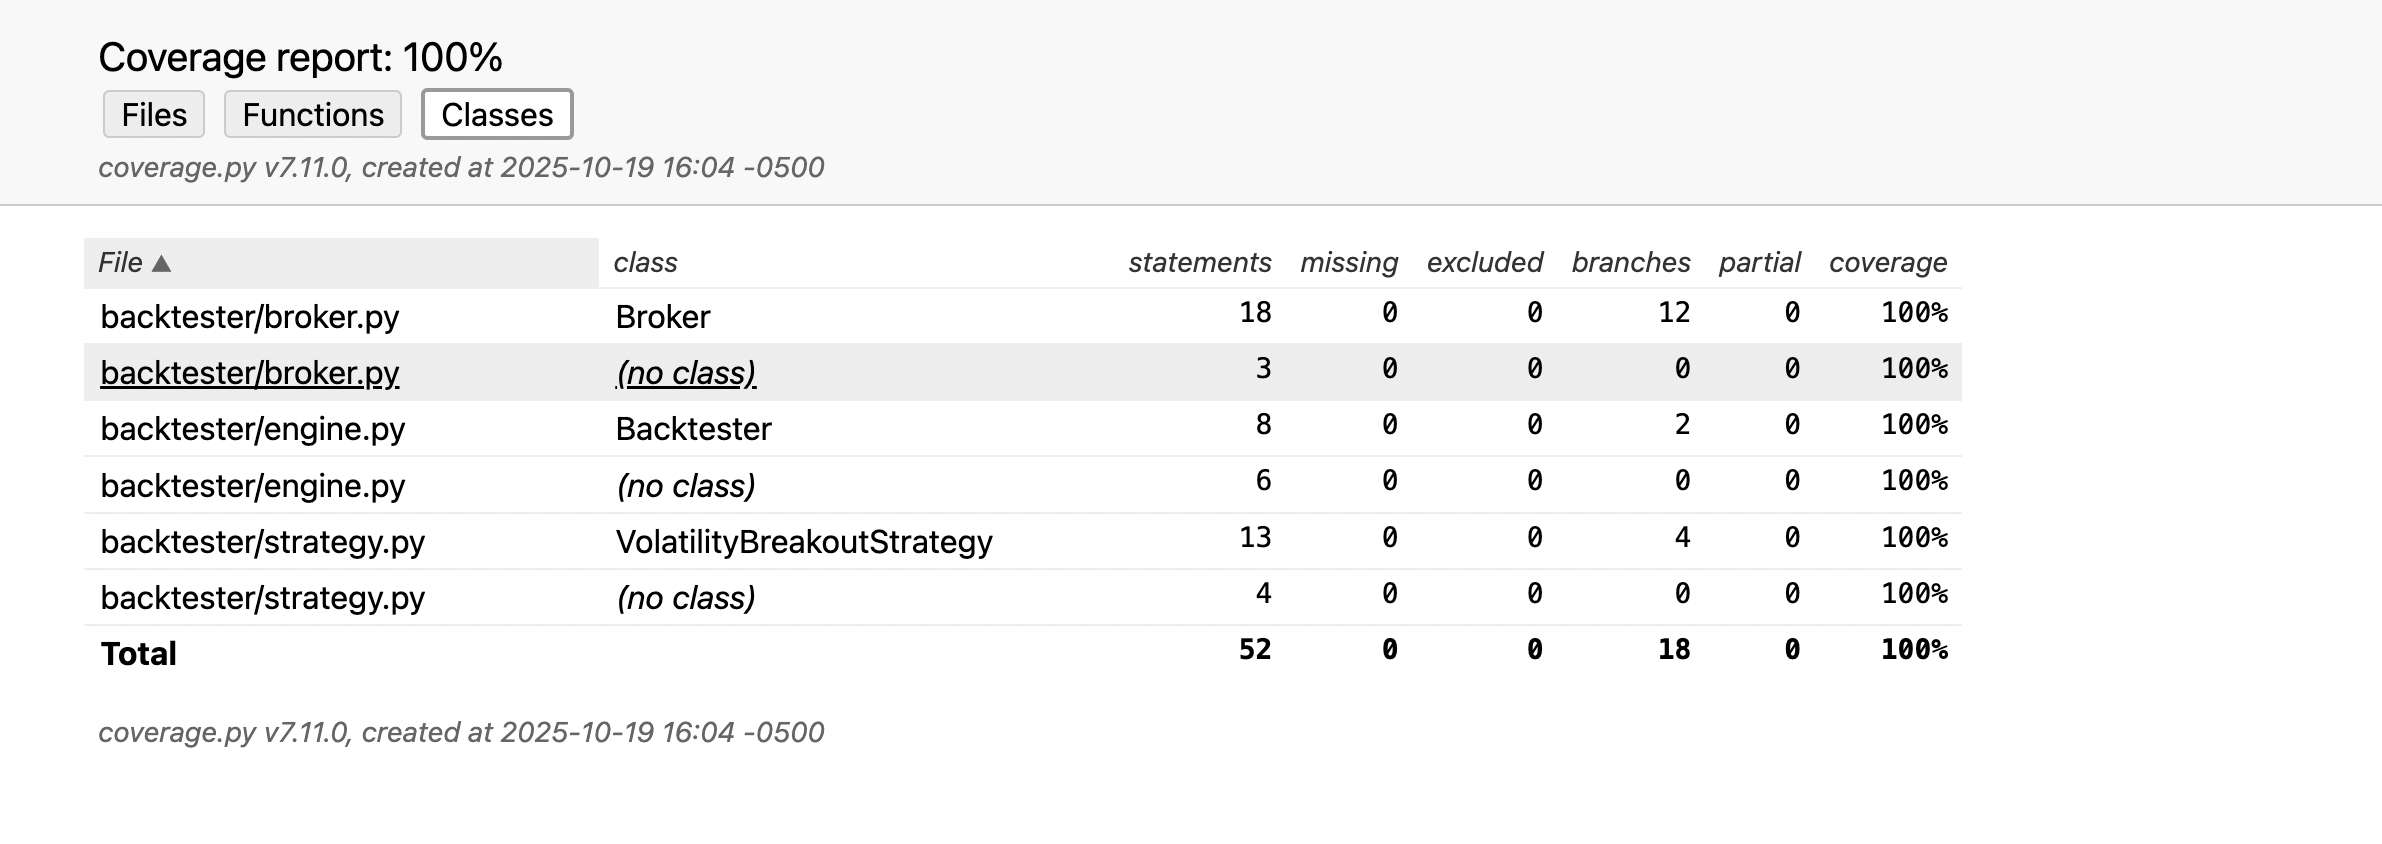 Coverage report: 100%
Files Functions Classes
coverage.py v7.11.0, created at 2025-10-19 16:04 -0500
File ▲ class statements missing excluded branches partial coverage
backtester/broker.py Broker 18 0 0 12 0 100%
backtester/broker.py (no class) 3 0 0 0 0 100%
backtester/engine.py Backtester 8 0 0 2 0 100%
backtester/engine.py (no class) 6 0 0 0 0 100%
backtester/strategy.py VolatilityBreakoutStrategy 13 0 0 4 0 100%
backtester/strategy.py (no class) 4 0 0 0 0 100%
Total 52 0 0 18 0 100%
coverage.py v7.11.0, created at 2025-10-19 16:04 -0500